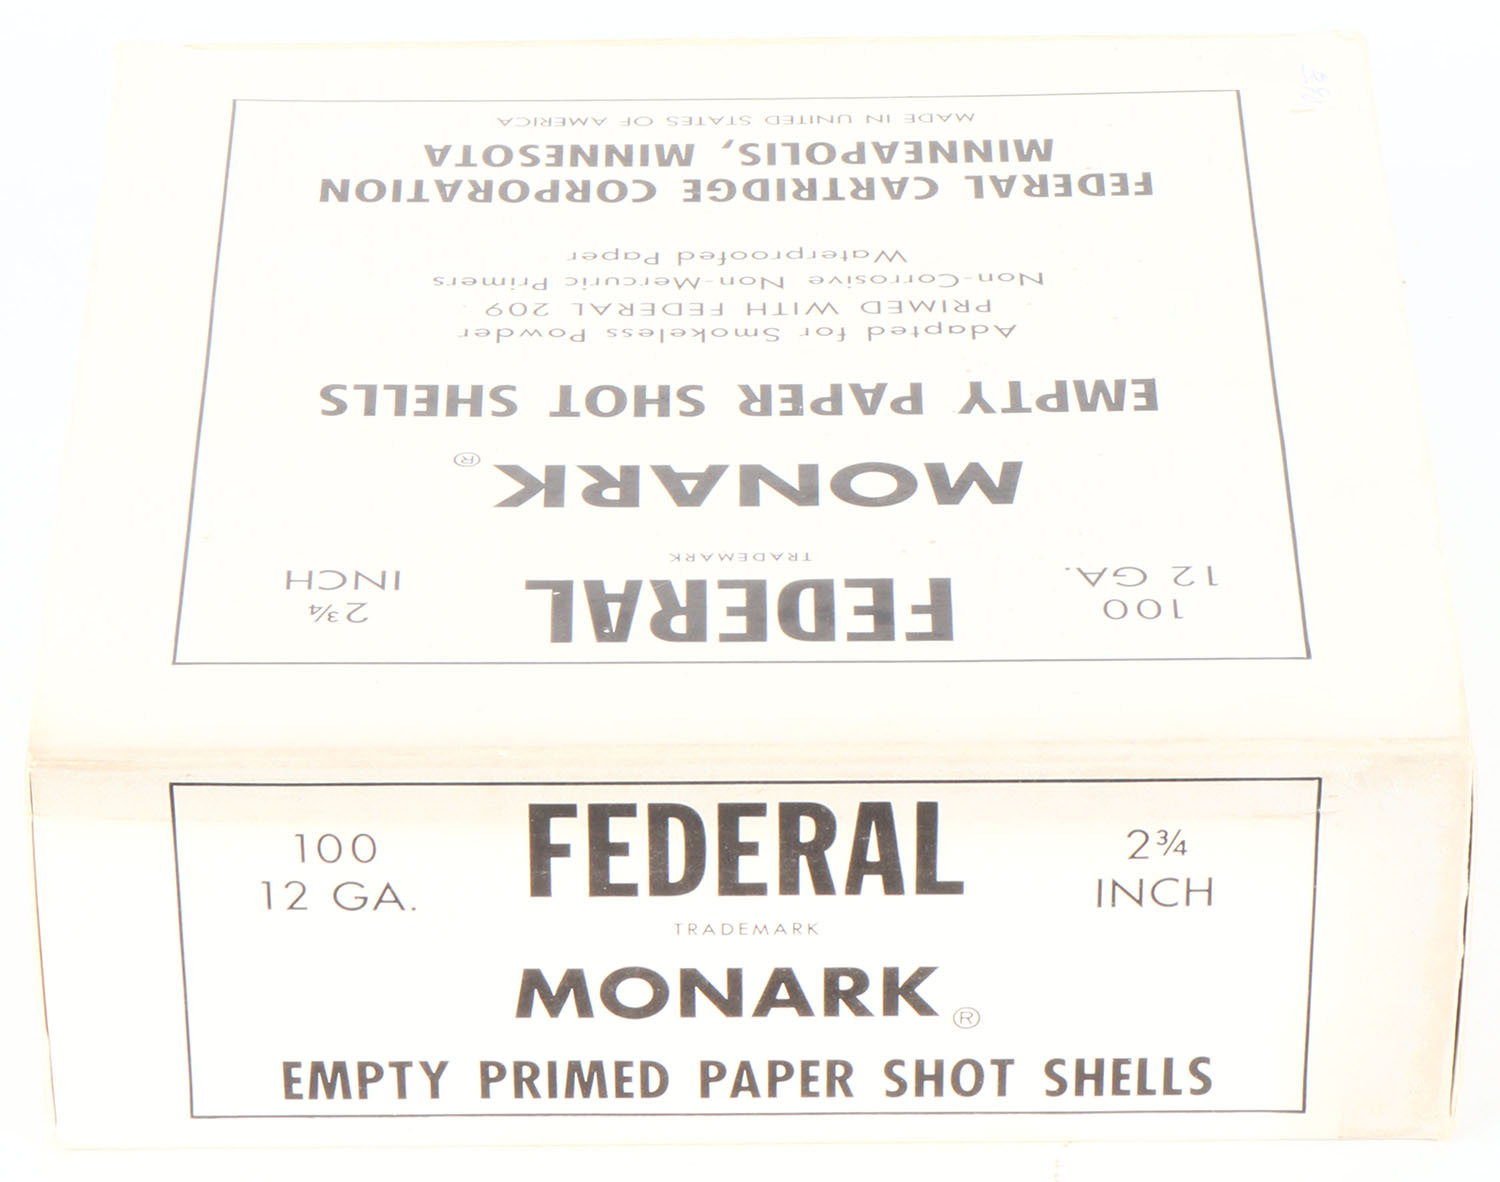 100
12 GA.
FEDERAL
2¾
INCH
TRADEMARK
MONARK®
EMPTY PAPER SHOT SHELLS
Adapted for Smokeless Powder
PRIMED WITH FEDERAL 209
Non-Corrosive Non-Mercuric Primers
Waterproofed Paper
FEDERAL CARTRIDGE CORPORATION
MINNEAPOLIS, MINNESOTA
MADE IN UNITED STATES OF AMERICA
100
12 GA.
FEDERAL
2¾
INCH
TRADEMARK
MONARK®
EMPTY PRIMED PAPER SHOT SHELLS